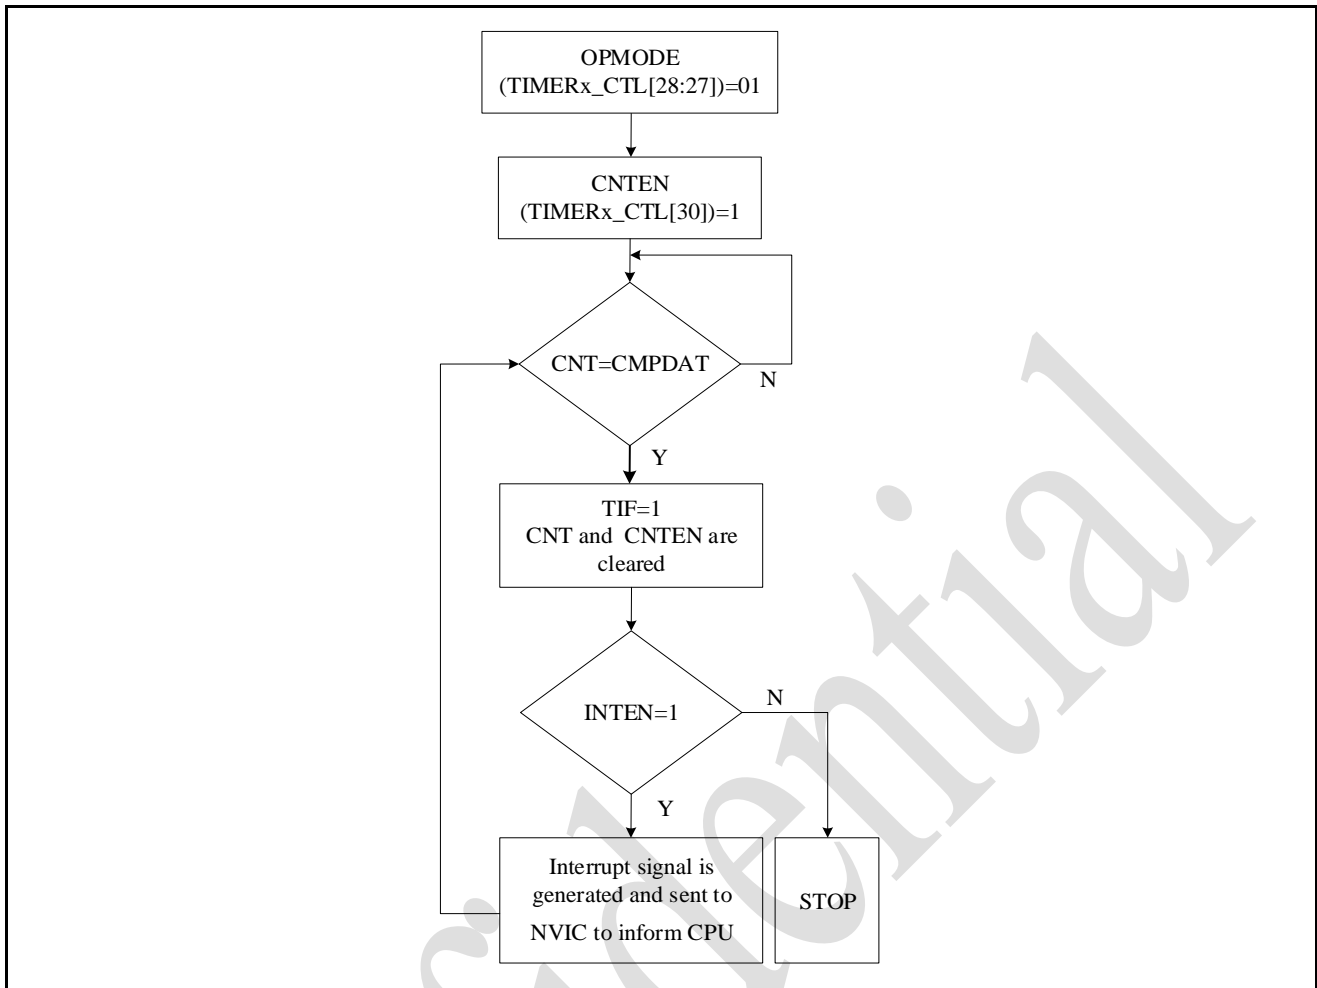 OPMODE
(TIMERx_CTL[28:27])=01
CNTEN
(TIMERx_CTL[30])=1
CNT=CMPDAT
N
Y
TIF=1
CNT and CNTEN are
cleared
INTEN=1
N
Y
Interrupt signal is
generated and sent to
NVIC to inform CPU
STOP
fidential